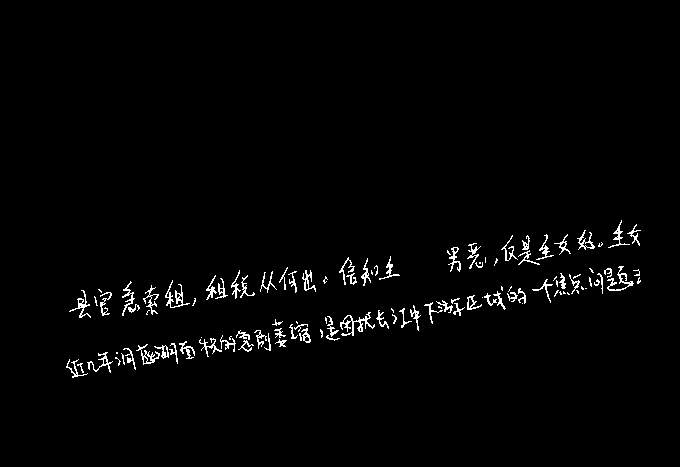 县官急索租，租税从何出。信知生 男恶，反是生女好。生女
近几年洞庭湖面积的急剧萎缩，是困扰长江中下游区域的一个焦点问题